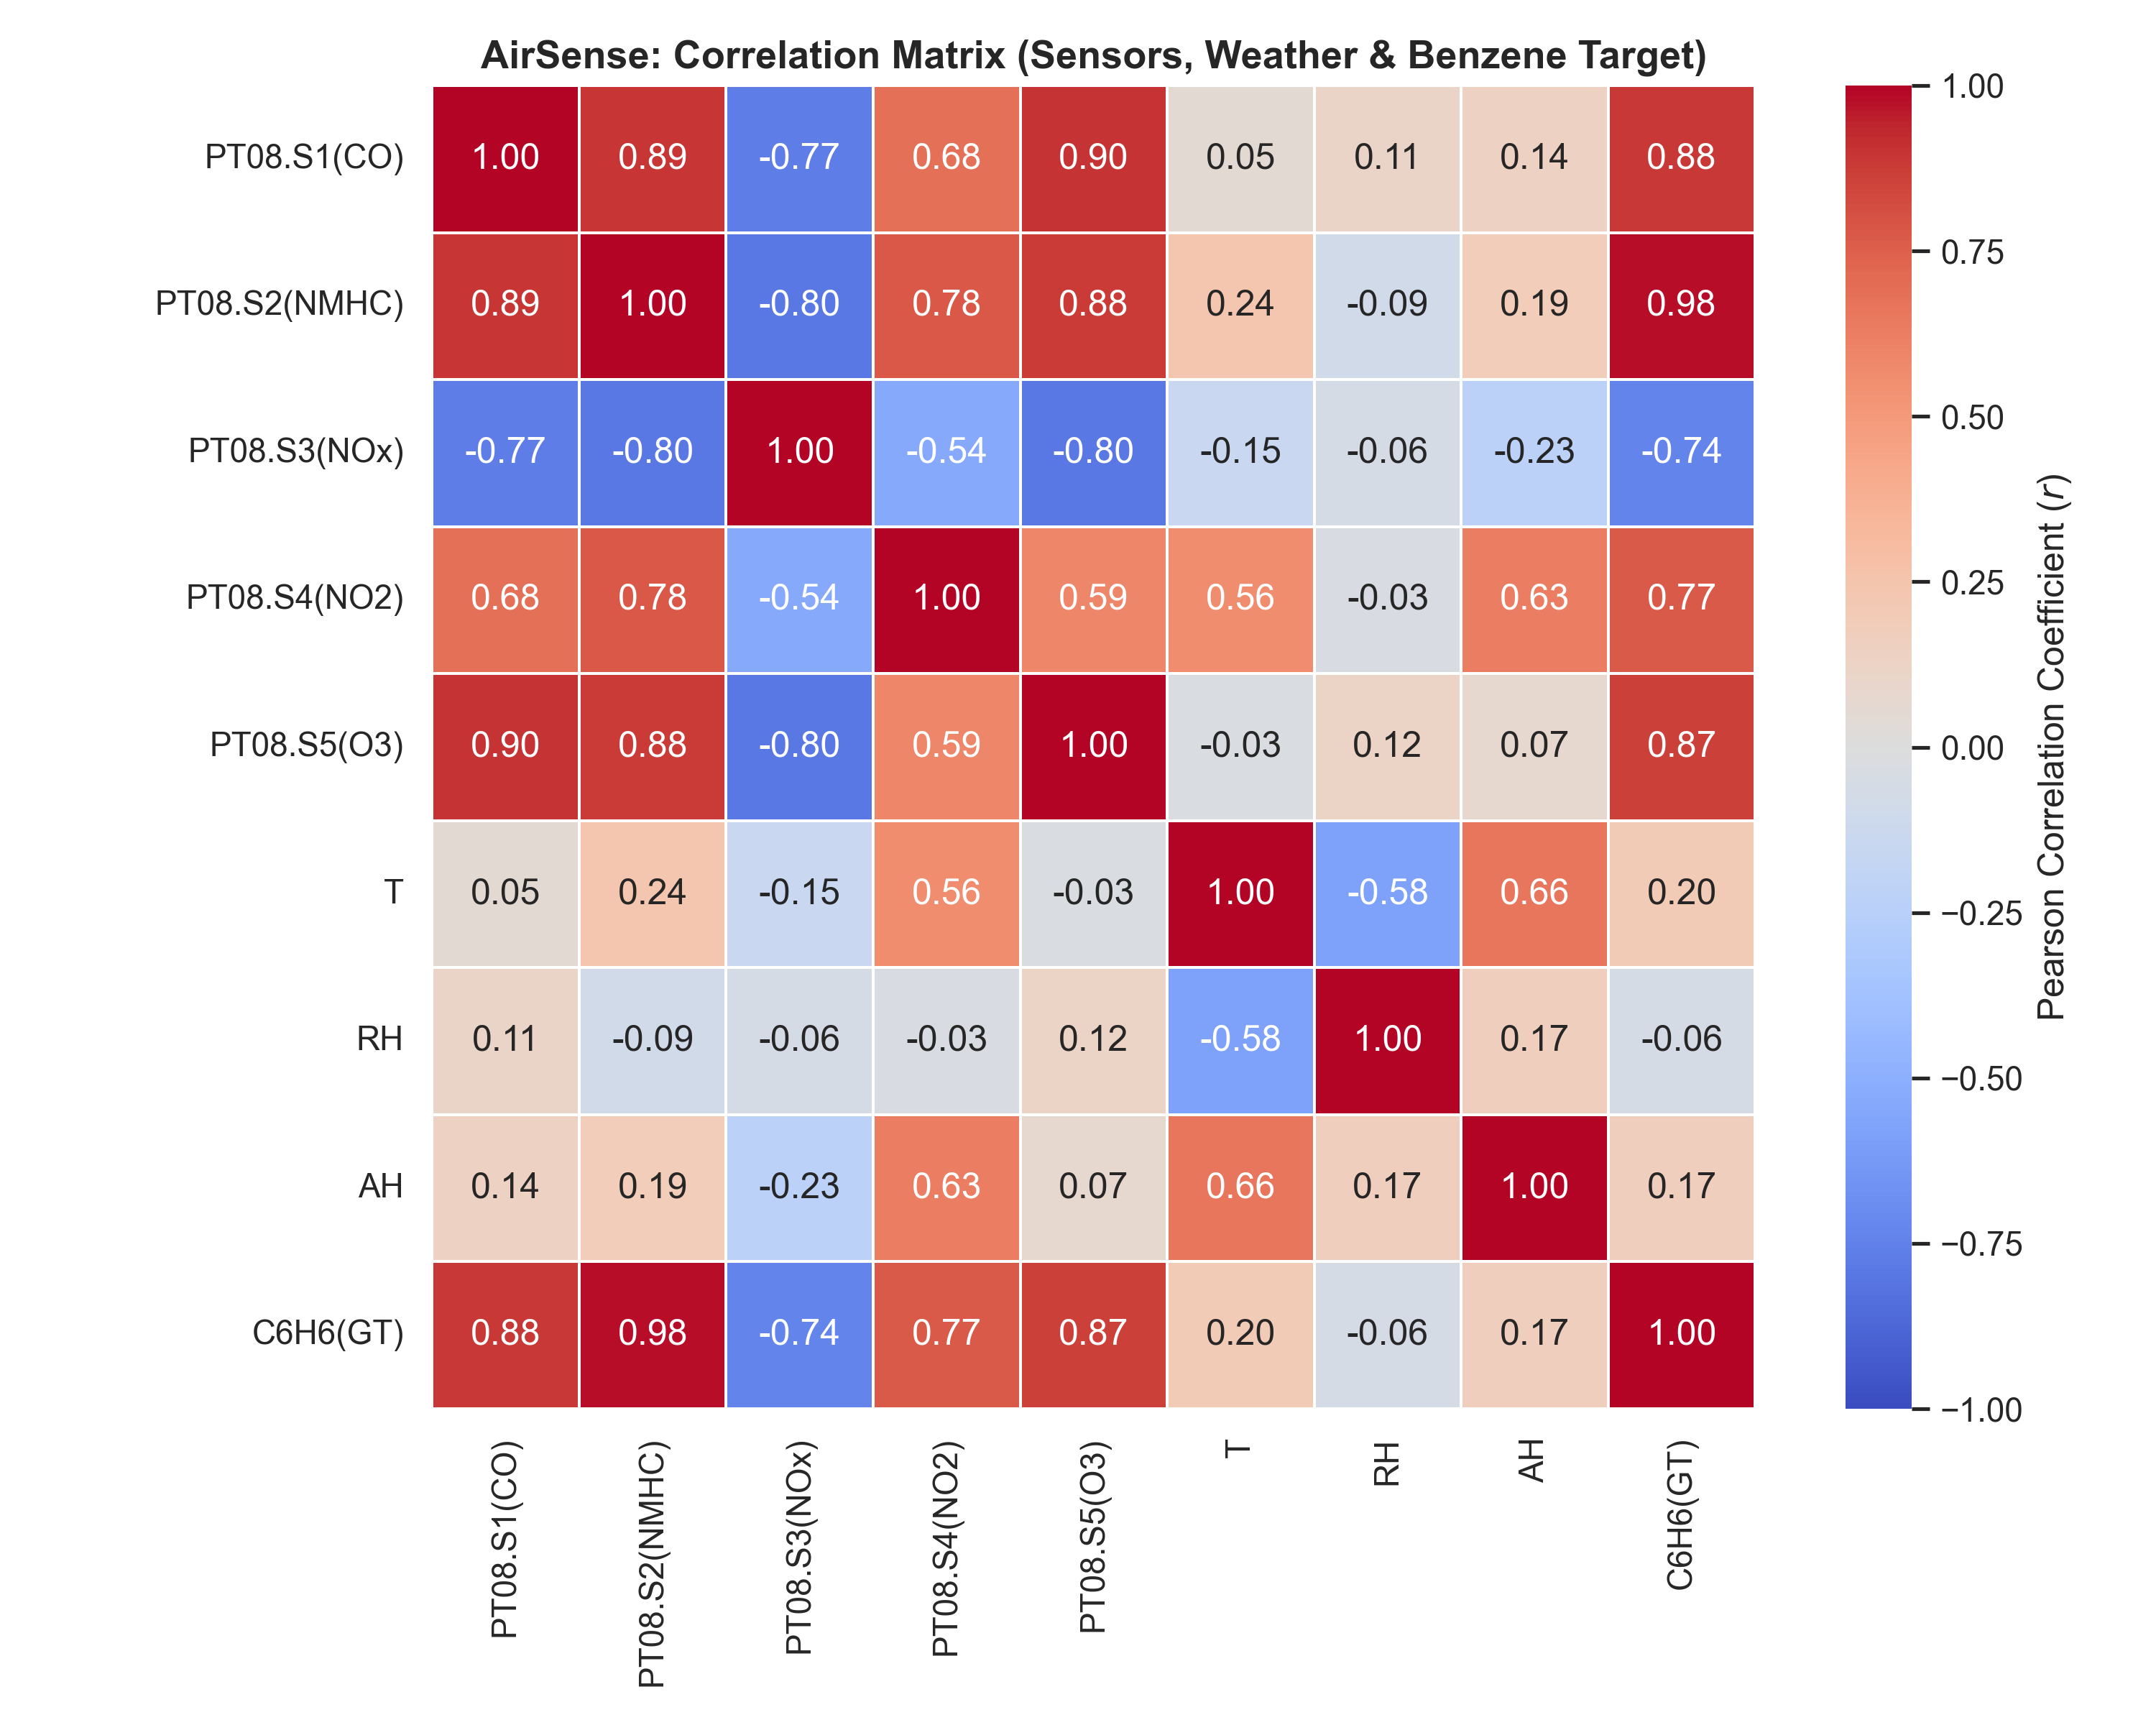 AirSense: Correlation Matrix (Sensors, Weather & Benzene Target)
PT08.S1(CO) 1.00 0.89 -0.77 0.68 0.90 0.05 0.11 0.14 0.88
PT08.S2(NMHC) 0.89 1.00 -0.80 0.78 0.88 0.24 -0.09 0.19 0.98
PT08.S3(NOx) -0.77 -0.80 1.00 -0.54 -0.80 -0.15 -0.06 -0.23 -0.74
PT08.S4(NO2) 0.68 0.78 -0.54 1.00 0.59 0.56 -0.03 0.63 0.77
PT08.S5(O3) 0.90 0.88 -0.80 0.59 1.00 -0.03 0.12 0.07 0.87
T 0.05 0.24 -0.15 0.56 -0.03 1.00 -0.58 0.66 0.20
RH 0.11 -0.09 -0.06 -0.03 0.12 -0.58 1.00 0.17 -0.06
AH 0.14 0.19 -0.23 0.63 0.07 0.66 0.17 1.00 0.17
C6H6(GT) 0.88 0.98 -0.74 0.77 0.87 0.20 -0.06 0.17 1.00
PT08.S1(CO)
PT08.S2(NMHC)
PT08.S3(NOx)
PT08.S4(NO2)
PT08.S5(O3)
T
RH
AH
C6H6(GT)
1.00
0.75
0.50
0.25
0.00
−0.25
−0.50
−0.75
−1.00
Pearson Correlation Coefficient (r)